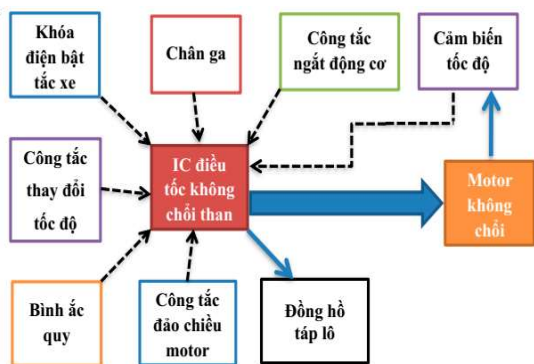 Khóa
điện bật
tắc xe
Chân ga
Công tắc
ngắt động cơ
Cảm biến
tốc độ
Công tắc
thay đổi
tốc độ
IC điều
tốc không
chổi than
Motor
không
chổi
Bình ắc
quy
Công tắc
đảo chiều
motor
Đồng hồ
táp lô